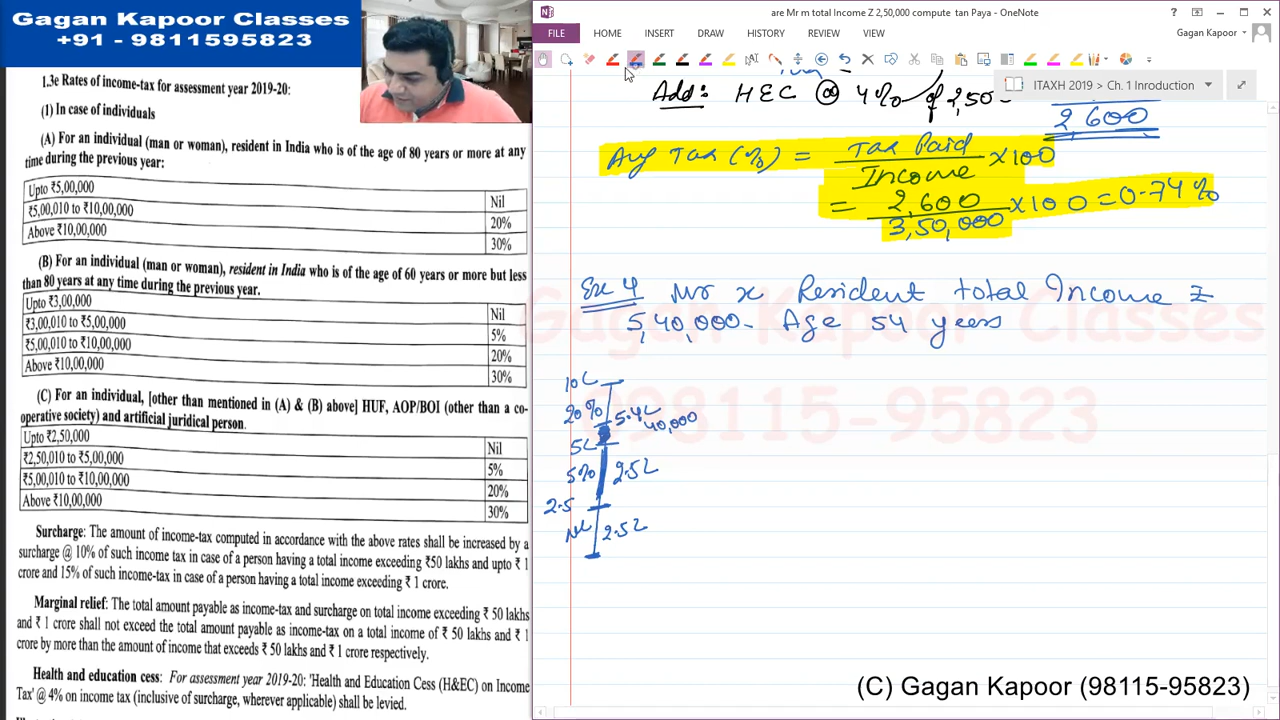 Gagan Kapoor Classes
+91 - 9811595823
1.3e Rates of income-tax for assessment year 2019-20:
(1) In case of individuals
(A) For an individual (man or woman), resident in India who is of the age of 80 years or more at any
time during the previous year:
Upto ₹5,00,000 Nil
₹5,00,010 to ₹10,00,000 20%
Above ₹10,00,000 30%
(B) For an individual (man or woman), resident in India who is of the age of 60 years or more but less
than 80 years at any time during the previous year.
Upto ₹3,00,000 Nil
₹3,00,010 to ₹5,00,000 5%
₹5,00,010 to ₹10,00,000 20%
Above ₹10,00,000 30%
(C) For an individual, [other than mentioned in (A) & (B) above] HUF, AOP/BOI (other than a co-
operative society) and artificial juridical person.
Upto ₹2,50,000 Nil
₹2,50,010 to ₹5,00,000 5%
₹5,00,010 to ₹10,00,000 20%
Above ₹10,00,000 30%
Surcharge: The amount of income-tax computed in accordance with the above rates shall be increased by a
surcharge @ 10% of such income tax in case of a person having a total income exceeding ₹50 lakhs and upto ₹ 1
crore and 15% of such income-tax in case of a person having a total income exceeding ₹ 1 crore.
Marginal relief: The total amount payable as income-tax and surcharge on total income exceeding ₹ 50 lakhs
and ₹ 1 crore shall not exceed the total amount payable as income-tax on a total income of ₹ 50 lakhs and ₹ 1
crore by more than the amount of income that exceeds ₹ 50 lakhs and ₹ 1 crore respectively.
Health and education cess: For assessment year 2019-20: 'Health and Education Cess (H&EC) on Income
Tax' @ 4% on income tax (inclusive of surcharge, wherever applicable) shall be levied.
are Mr m total Income Z 2,50,000 compute tan Paya - OneNote
FILE HOME INSERT DRAW HISTORY REVIEW VIEW
Gagan Kapoor
ITAXH 2019 > Ch. 1 Inroduction
Add: HEC @ 4% of 2,50
2,600
Avg Tax (%) = Tax Paid / Income × 100
= 2,600 / 3,50,000 × 100 = 0.74%
Ex 4 Mr x Resident total Income Z
5,40,000. Age 54 years
10L
20% 5.4L
40,000
5L
5% 2.5L
2.5
Nil 2.5L
Gagan Kapoor Classes
98115-95823
(C) Gagan Kapoor (98115-95823)